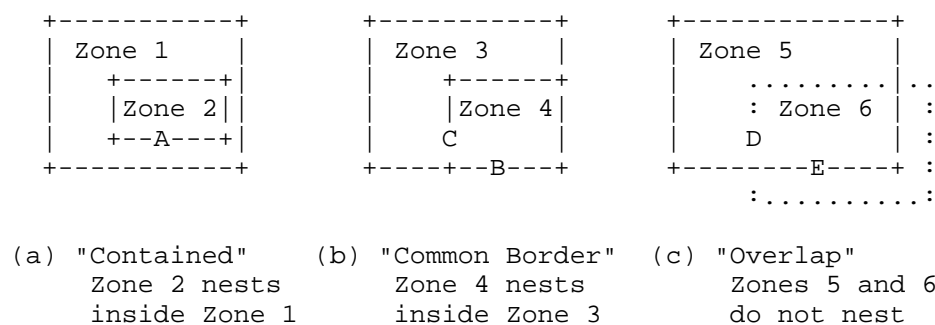 Zone 1 Zone 3 Zone 5
Zone 2 Zone 4 Zone 6
A C D
B E
(a) "Contained" (b) "Common Border" (c) "Overlap"
Zone 2 nests Zone 4 nests Zones 5 and 6
inside Zone 1 inside Zone 3 do not nest